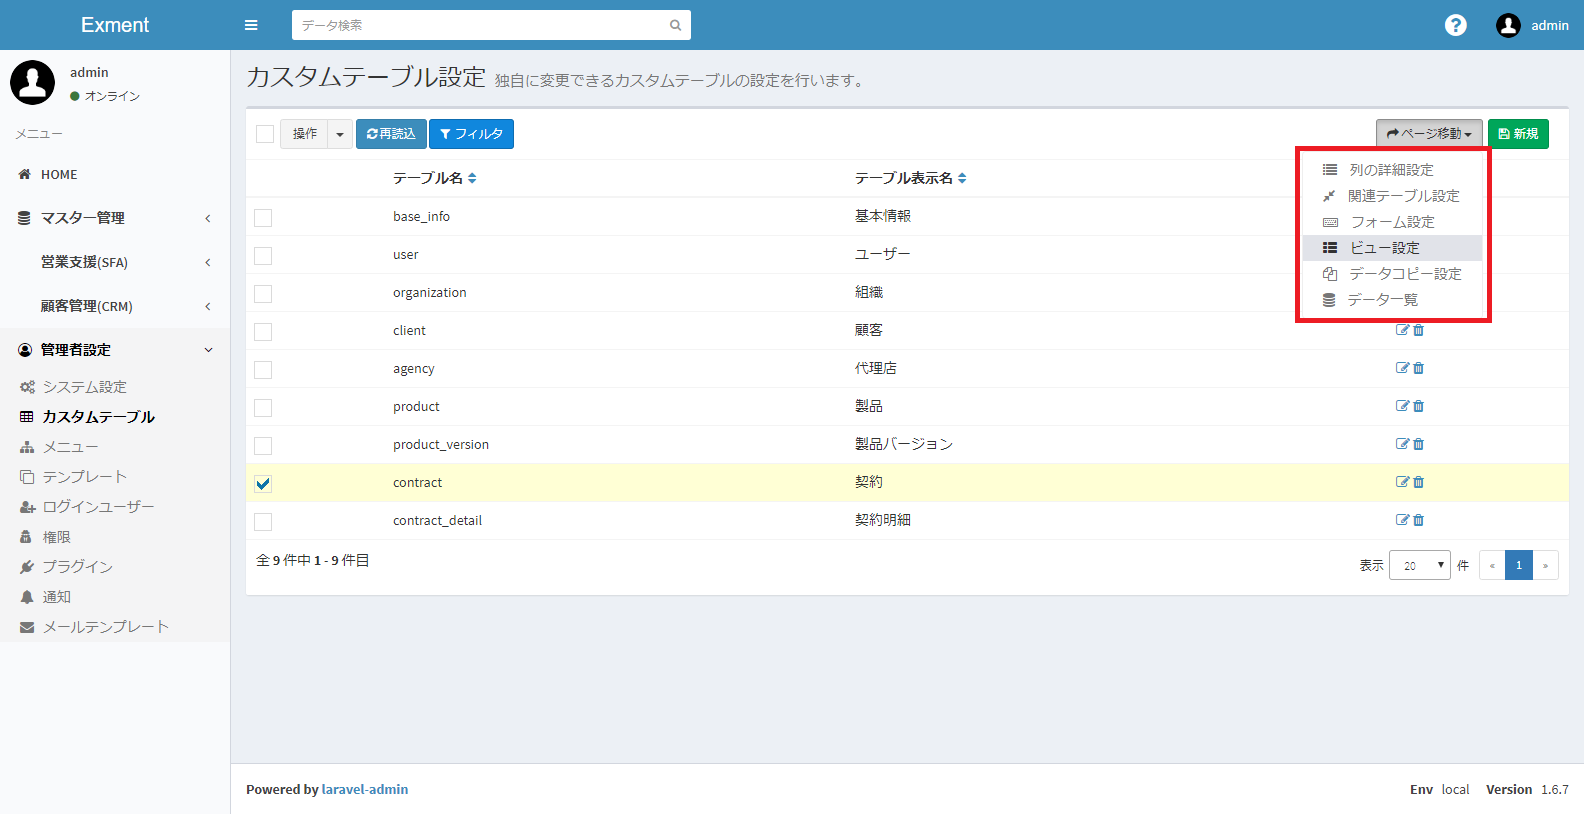 Exment
データ検索
admin
admin
オンライン
メニュー
HOME
マスター管理
営業支援(SFA)
顧客管理(CRM)
管理者設定
システム設定
カスタムテーブル
メニュー
テンプレート
ログインユーザー
権限
プラグイン
通知
メールテンプレート
カスタムテーブル設定 独自に変更できるカスタムテーブルの設定を行います。
操作 再読込 フィルタ ページ移動 新規
列の詳細設定
関連テーブル設定
フォーム設定
ビュー設定
データコピー設定
データ一覧
テーブル名 テーブル表示名
base_info 基本情報
user ユーザー
organization 組織
client 顧客
agency 代理店
product 製品
product_version 製品バージョン
contract 契約
contract_detail 契約明細
全 9 件中 1 - 9 件目
表示 20 件 « 1 »
Powered by laravel-admin
Env local Version 1.6.7